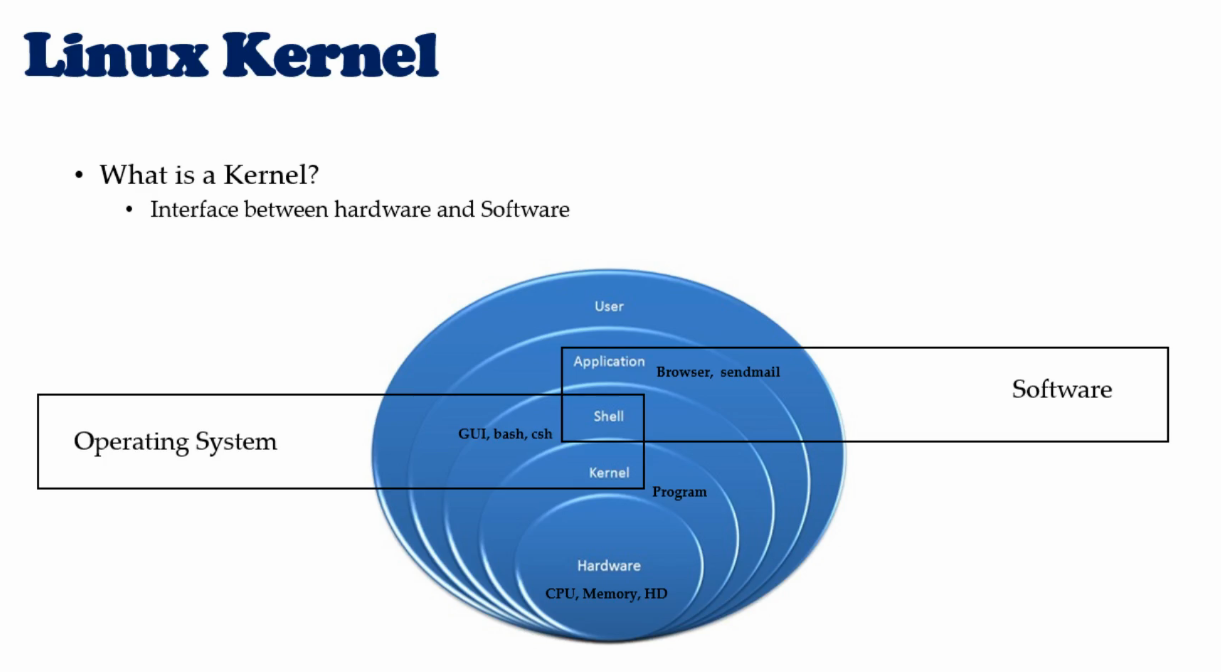 Linux Kernel
• What is a Kernel?
• Interface between hardware and Software
User
Application
Browser, sendmail
Software
Shell
GUI, bash, csh
Operating System
Kernel
Program
Hardware
CPU, Memory, HD